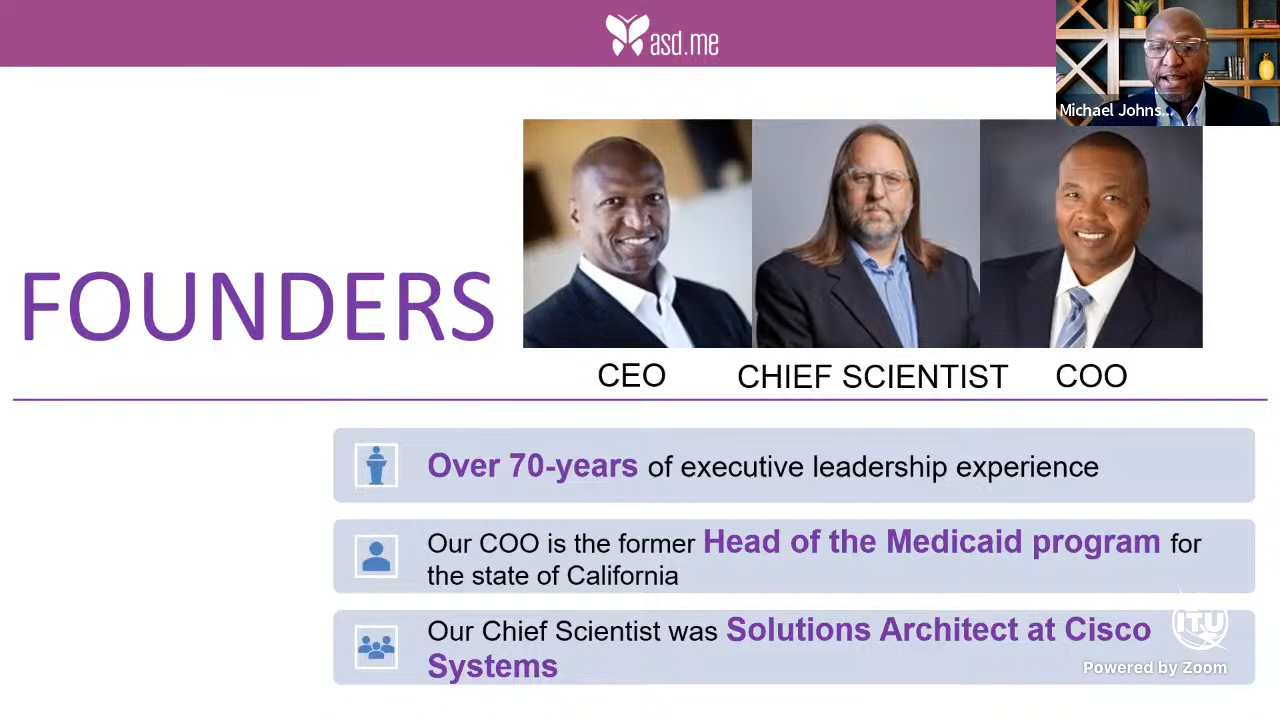 asd.me
Michael Johns...
FOUNDERS
CEO
CHIEF SCIENTIST
COO
Over 70-years of executive leadership experience
Our COO is the former Head of the Medicaid program for
the state of California
Our Chief Scientist was Solutions Architect at Cisco
Systems
ITU
Powered by Zoom